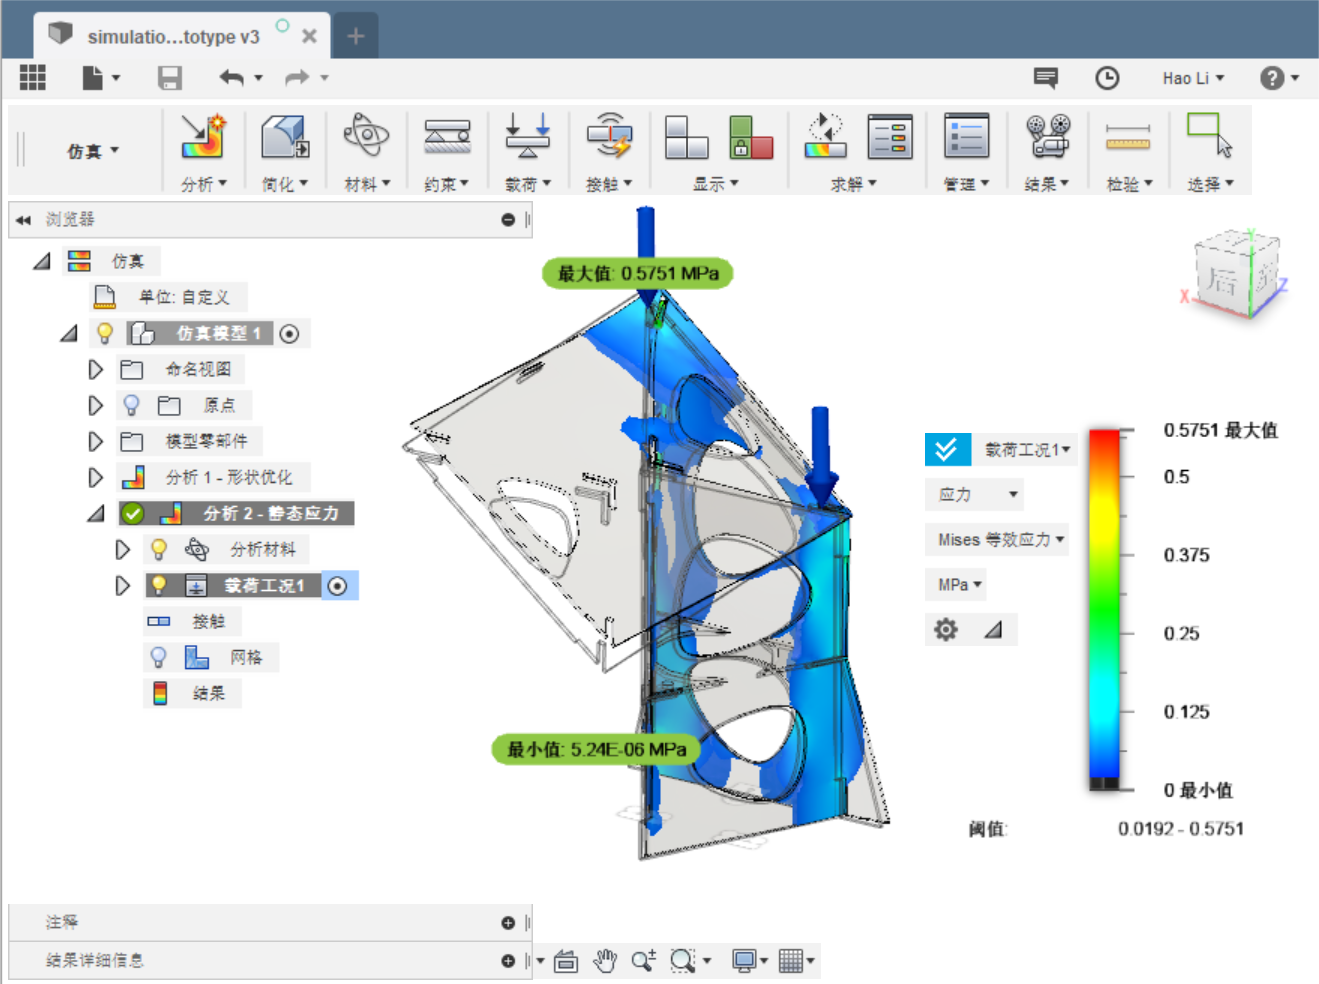 simulatio...totype v3
Hao Li
仿真
分析
简化
材料
约束
载荷
接触
显示
求解
管理
结果
检验
选择
浏览器
仿真
单位: 自定义
仿真模型 1
命名视图
原点
模型零部件
分析 1 - 形状优化
分析 2 - 静态应力
分析材料
载荷工况1
接触
网格
结果
最大值: 0.5751 MPa
最小值: 5.24E-06 MPa
Y
X
Z
后
载荷工况1
应力
Mises 等效应力
MPa
0.5751 最大值
0.5
0.375
0.25
0.125
0 最小值
阈值:
0.0192 - 0.5751
注释
结果详细信息